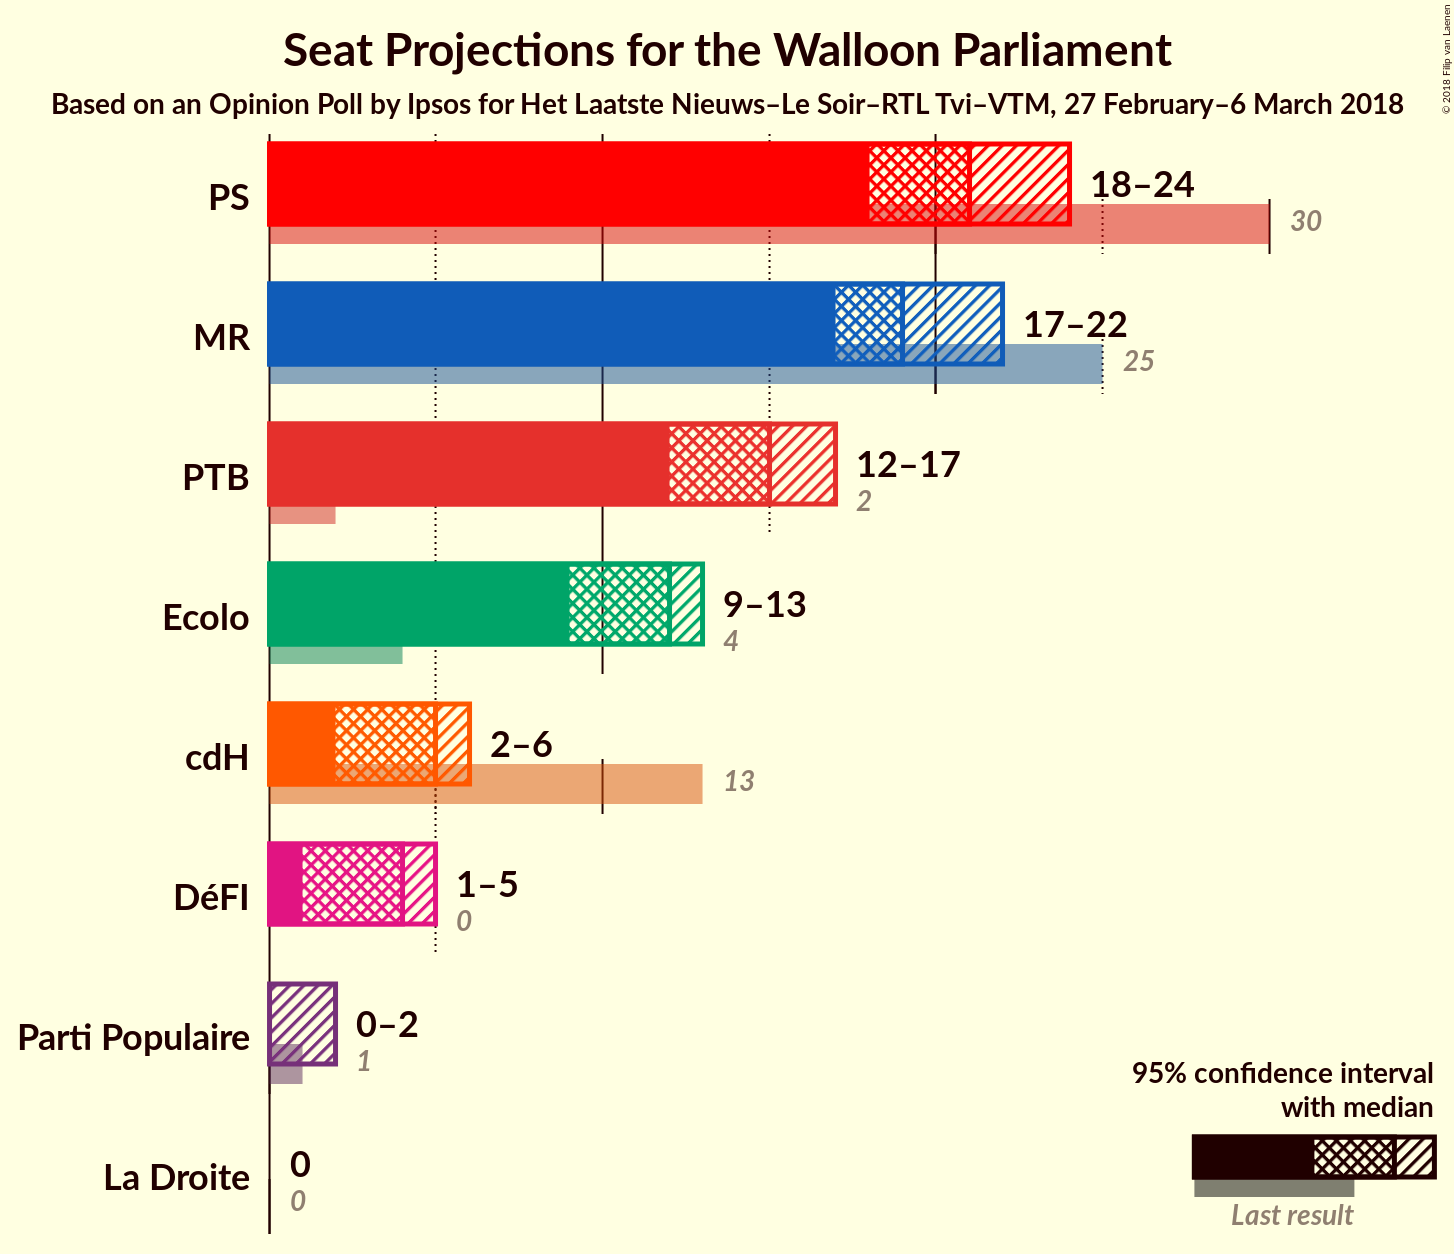 Seat Projections for the Walloon Parliament
Based on an Opinion Poll by Ipsos for Het Laatste Nieuws–Le Soir–RTL Tvi–VTM, 27 February–6 March 2018
© 2018 Filip van Laenen
PS
18–24
30
MR
17–22
25
PTB
12–17
2
Ecolo
9–13
4
cdH
2–6
13
DéFI
1–5
0
Parti Populaire
0–2
1
La Droite
0
0
95% confidence interval
with median
Last result